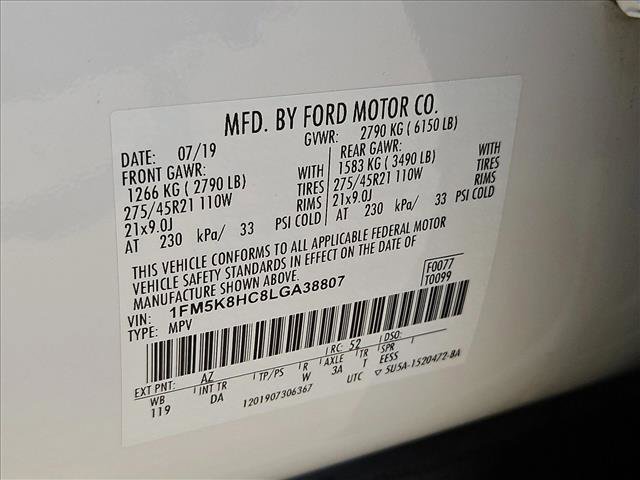 MFD. BY FORD MOTOR CO.
DATE: 07/19 GVWR: 2790 KG ( 6150 LB)
FRONT GAWR: REAR GAWR:
1266 KG ( 2790 LB) WITH 1583 KG ( 3490 LB) WITH
275/45R21 110W TIRES 275/45R21 110W TIRES
21x9.0J RIMS 21x9.0J RIMS
AT 230 kPa/ 33 PSI COLD AT 230 kPa/ 33 PSI COLD
THIS VEHICLE CONFORMS TO ALL APPLICABLE FEDERAL MOTOR
VEHICLE SAFETY STANDARDS IN EFFECT ON THE DATE OF
MANUFACTURE SHOWN ABOVE.
VIN: 1FM5K8HC8LGA38807 F0077
TYPE: MPV T0099
EXT PNT: AZ RC: 52 DSO:
WB INT TR TP/PS R AXLE TR SPR
119 DA W 3A T EESS
1201907306367 UTC ▽ 5U5A-1520472-BA